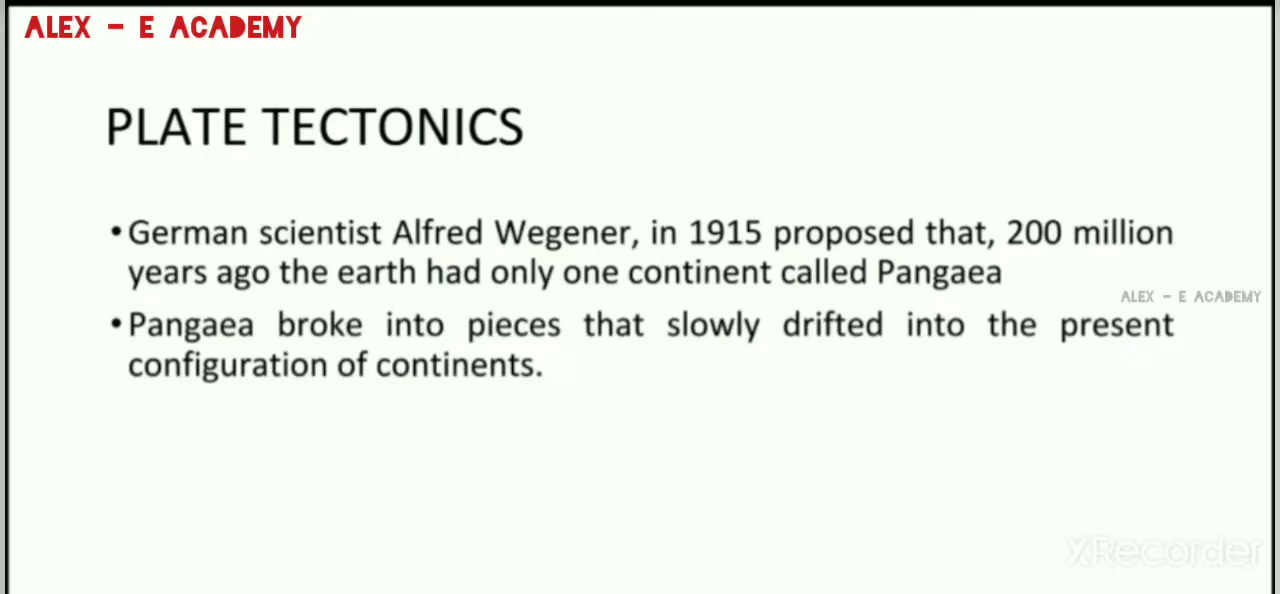 ALEX - E ACADEMY
PLATE TECTONICS
•German scientist Alfred Wegener, in 1915 proposed that, 200 million
years ago the earth had only one continent called Pangaea
ALEX - E ACADEMY
•Pangaea broke into pieces that slowly drifted into the present
configuration of continents.
XRecorder